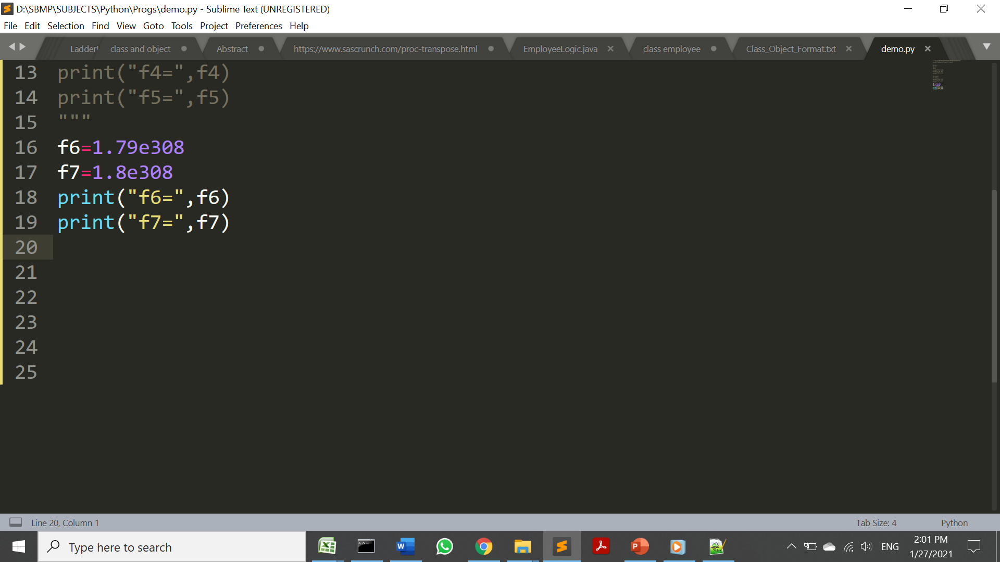 D:\SBMP\SUBJECTS\Python\Progs\demo.py - Sublime Text (UNREGISTERED)
File Edit Selection Find View Goto Tools Project Preferences Help
Ladder! class and object Abstract https://www.sascrunch.com/proc-transpose.html EmployeeLogic.java class employee Class_Object_Format.txt demo.py
13 print("f4=",f4)
14 print("f5=",f5)
15 """
16 f6=1.79e308
17 f7=1.8e308
18 print("f6=",f6)
19 print("f7=",f7)
20
21
22
23
24
25
Line 20, Column 1 Tab Size: 4 Python
Type here to search ENG 2:01 PM
1/27/2021